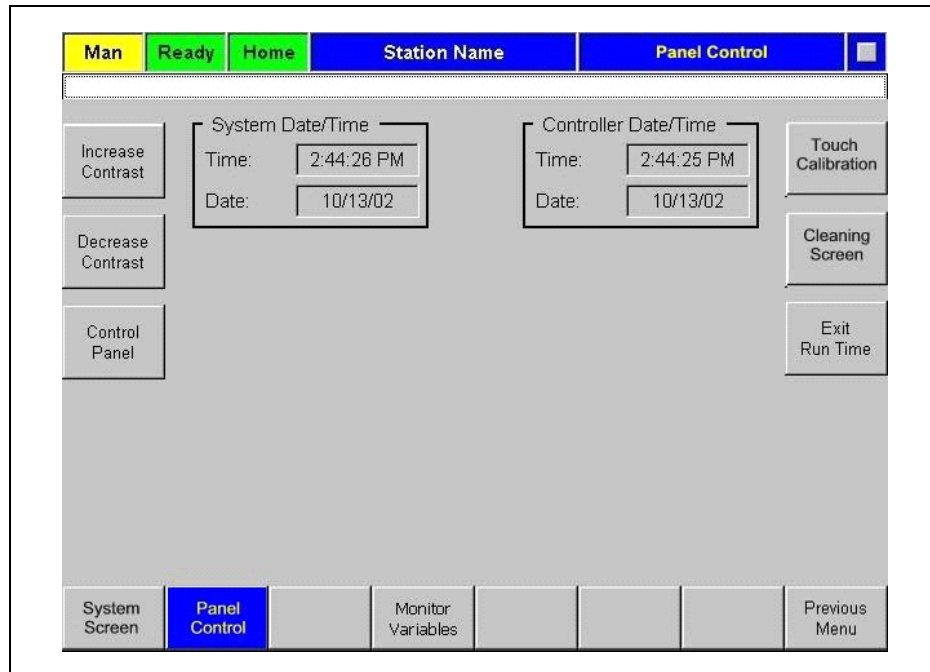 Man Ready Home Station Name Panel Control
System Date/Time
Time: 2:44:26 PM
Date: 10/13/02
Controller Date/Time
Time: 2:44:25 PM
Date: 10/13/02
Increase
Contrast
Decrease
Contrast
Control
Panel
Touch
Calibration
Cleaning
Screen
Exit
Run Time
System
Screen
Panel
Control
Monitor
Variables
Previous
Menu